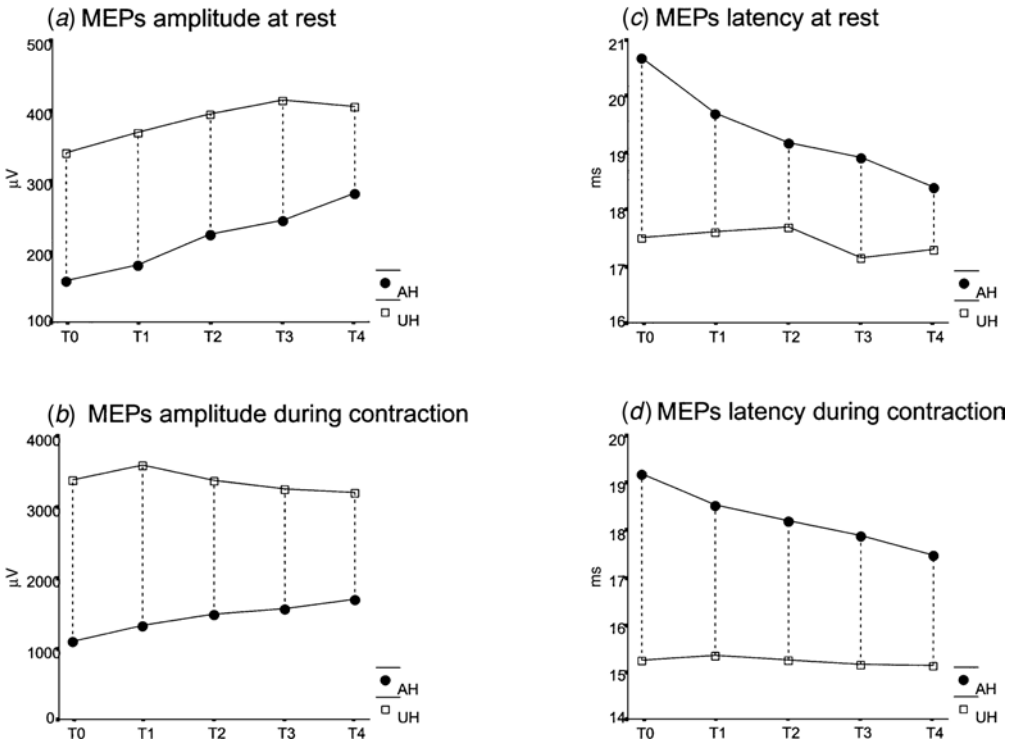 (a) MEPs amplitude at rest
500
400
300
200
100
µV
T0 T1 T2 T3 T4
AH
UH
(c) MEPs latency at rest
21
20
19
18
17
16
ms
T0 T1 T2 T3 T4
AH
UH
(b) MEPs amplitude during contraction
4000
3000
2000
1000
0
µV
T0 T1 T2 T3 T4
AH
UH
(d) MEPs latency during contraction
20
19
18
17
16
15
14
ms
T0 T1 T2 T3 T4
AH
UH